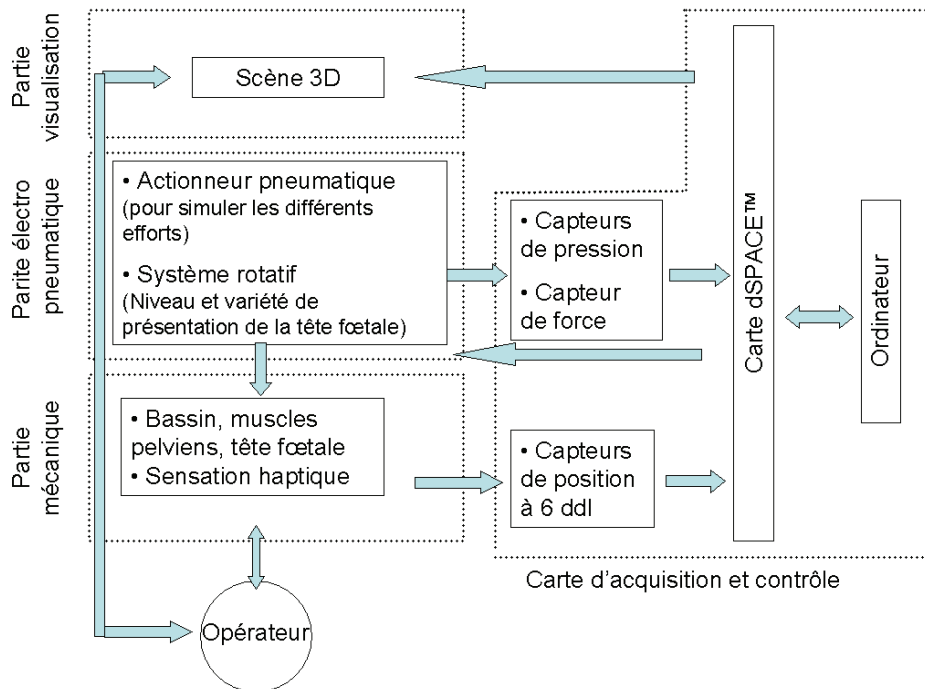 Partie
visualisation
Scène 3D
Parite électro
pneumatique
• Actionneur pneumatique
(pour simuler les différents
efforts)
• Système rotatif
(Niveau et variété de
présentation de la tête fœtale)
• Capteurs
de pression
• Capteur
de force
Carte dSPACE™
Ordinateur
Partie
mécanique
• Bassin, muscles
pelviens, tête fœtale
• Sensation haptique
• Capteurs
de position
à 6 ddl
Carte d’acquisition et contrôle
Opérateur